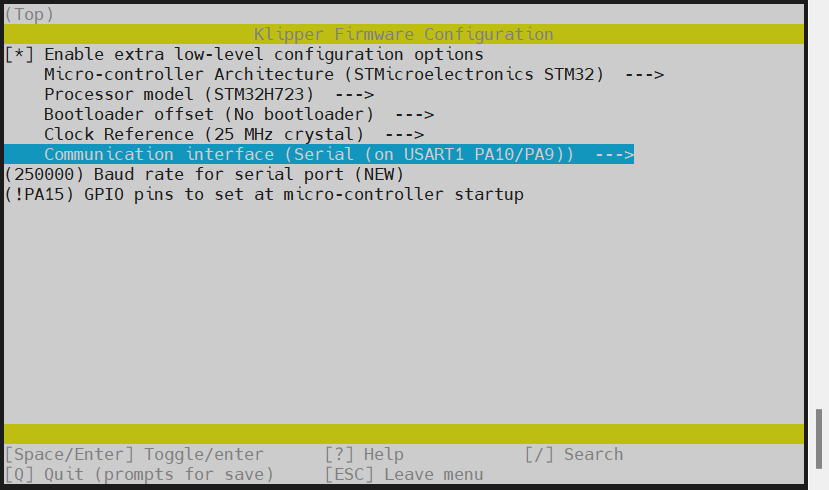 (Top)
Klipper Firmware Configuration
[*] Enable extra low-level configuration options
Micro-controller Architecture (STMicroelectronics STM32)  --->
Processor model (STM32H723)  --->
Bootloader offset (No bootloader)  --->
Clock Reference (25 MHz crystal)  --->
Communication interface (Serial (on USART1 PA10/PA9))  --->
(250000) Baud rate for serial port (NEW)
(!PA15) GPIO pins to set at micro-controller startup
[Space/Enter] Toggle/enter [?] Help [/] Search
[Q] Quit (prompts for save) [ESC] Leave menu